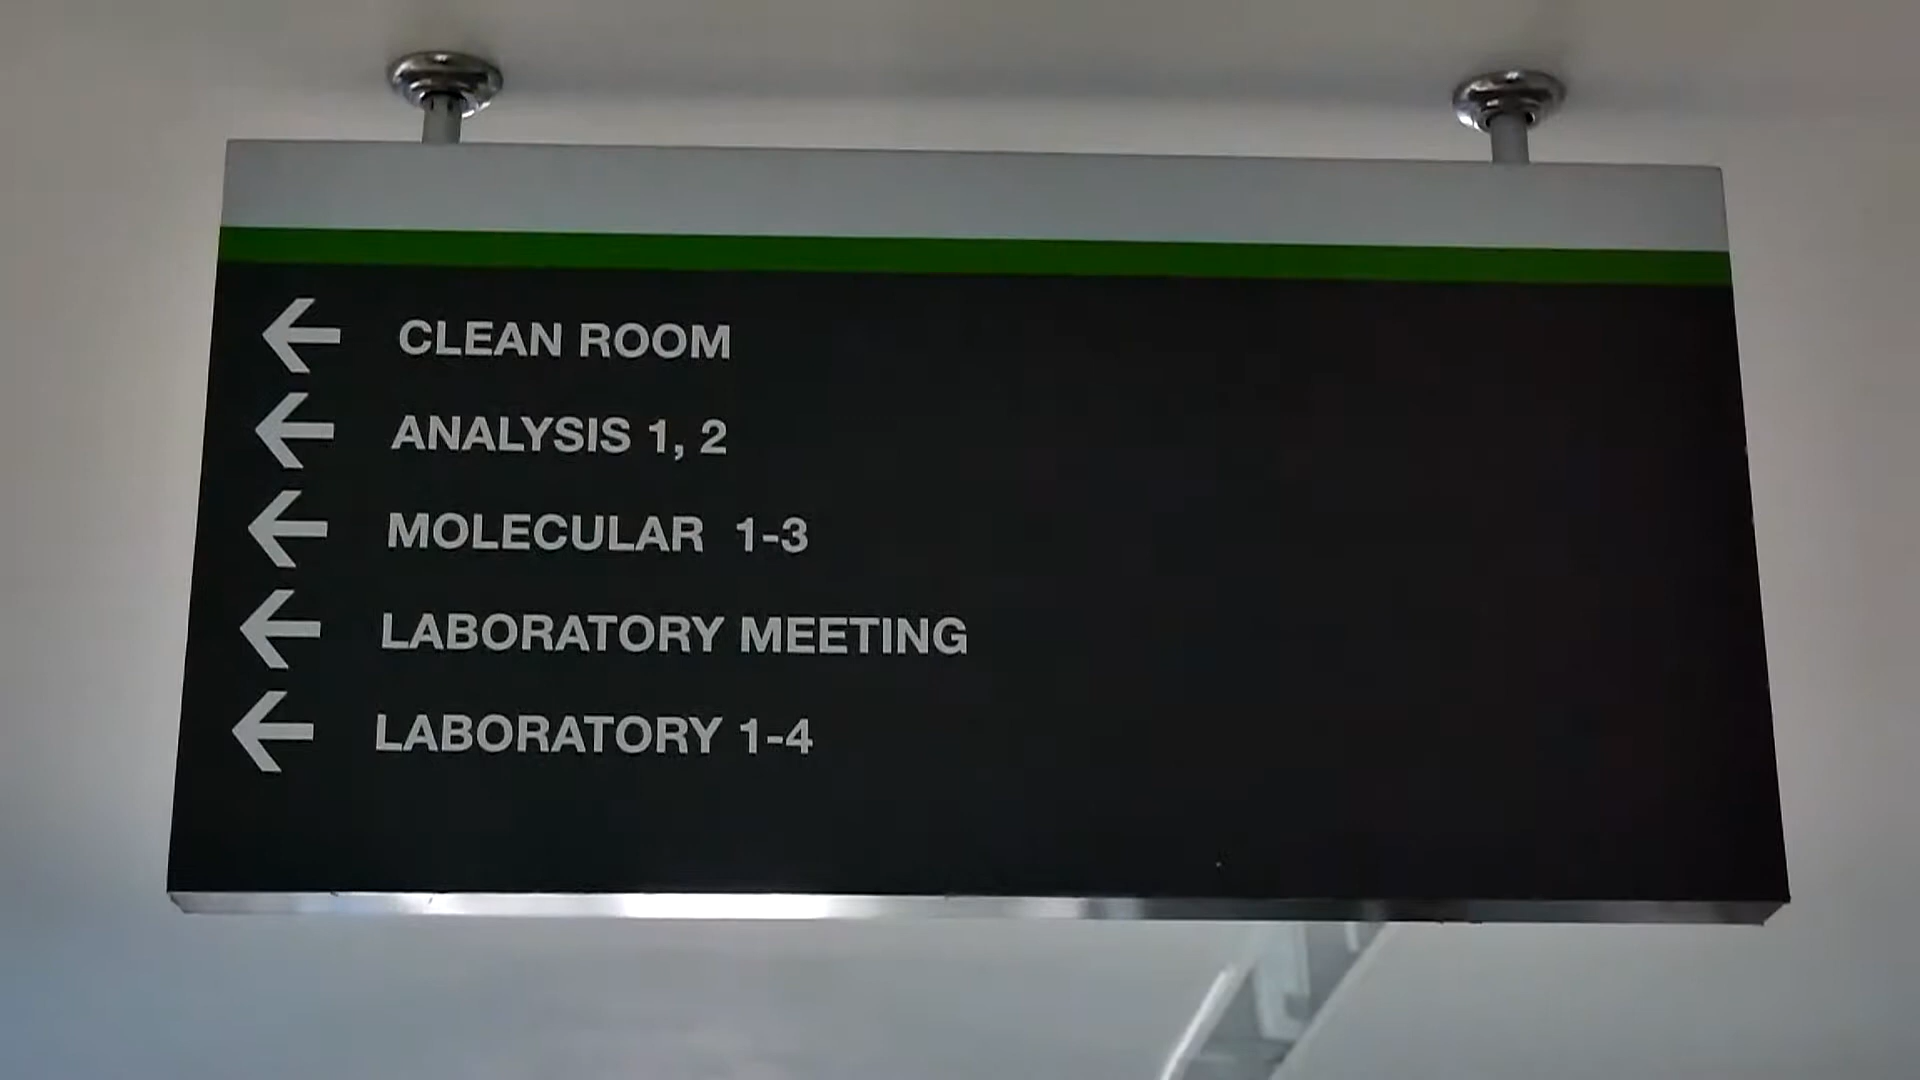 CLEAN ROOM
ANALYSIS 1, 2
MOLECULAR 1-3
LABORATORY MEETING
LABORATORY 1-4